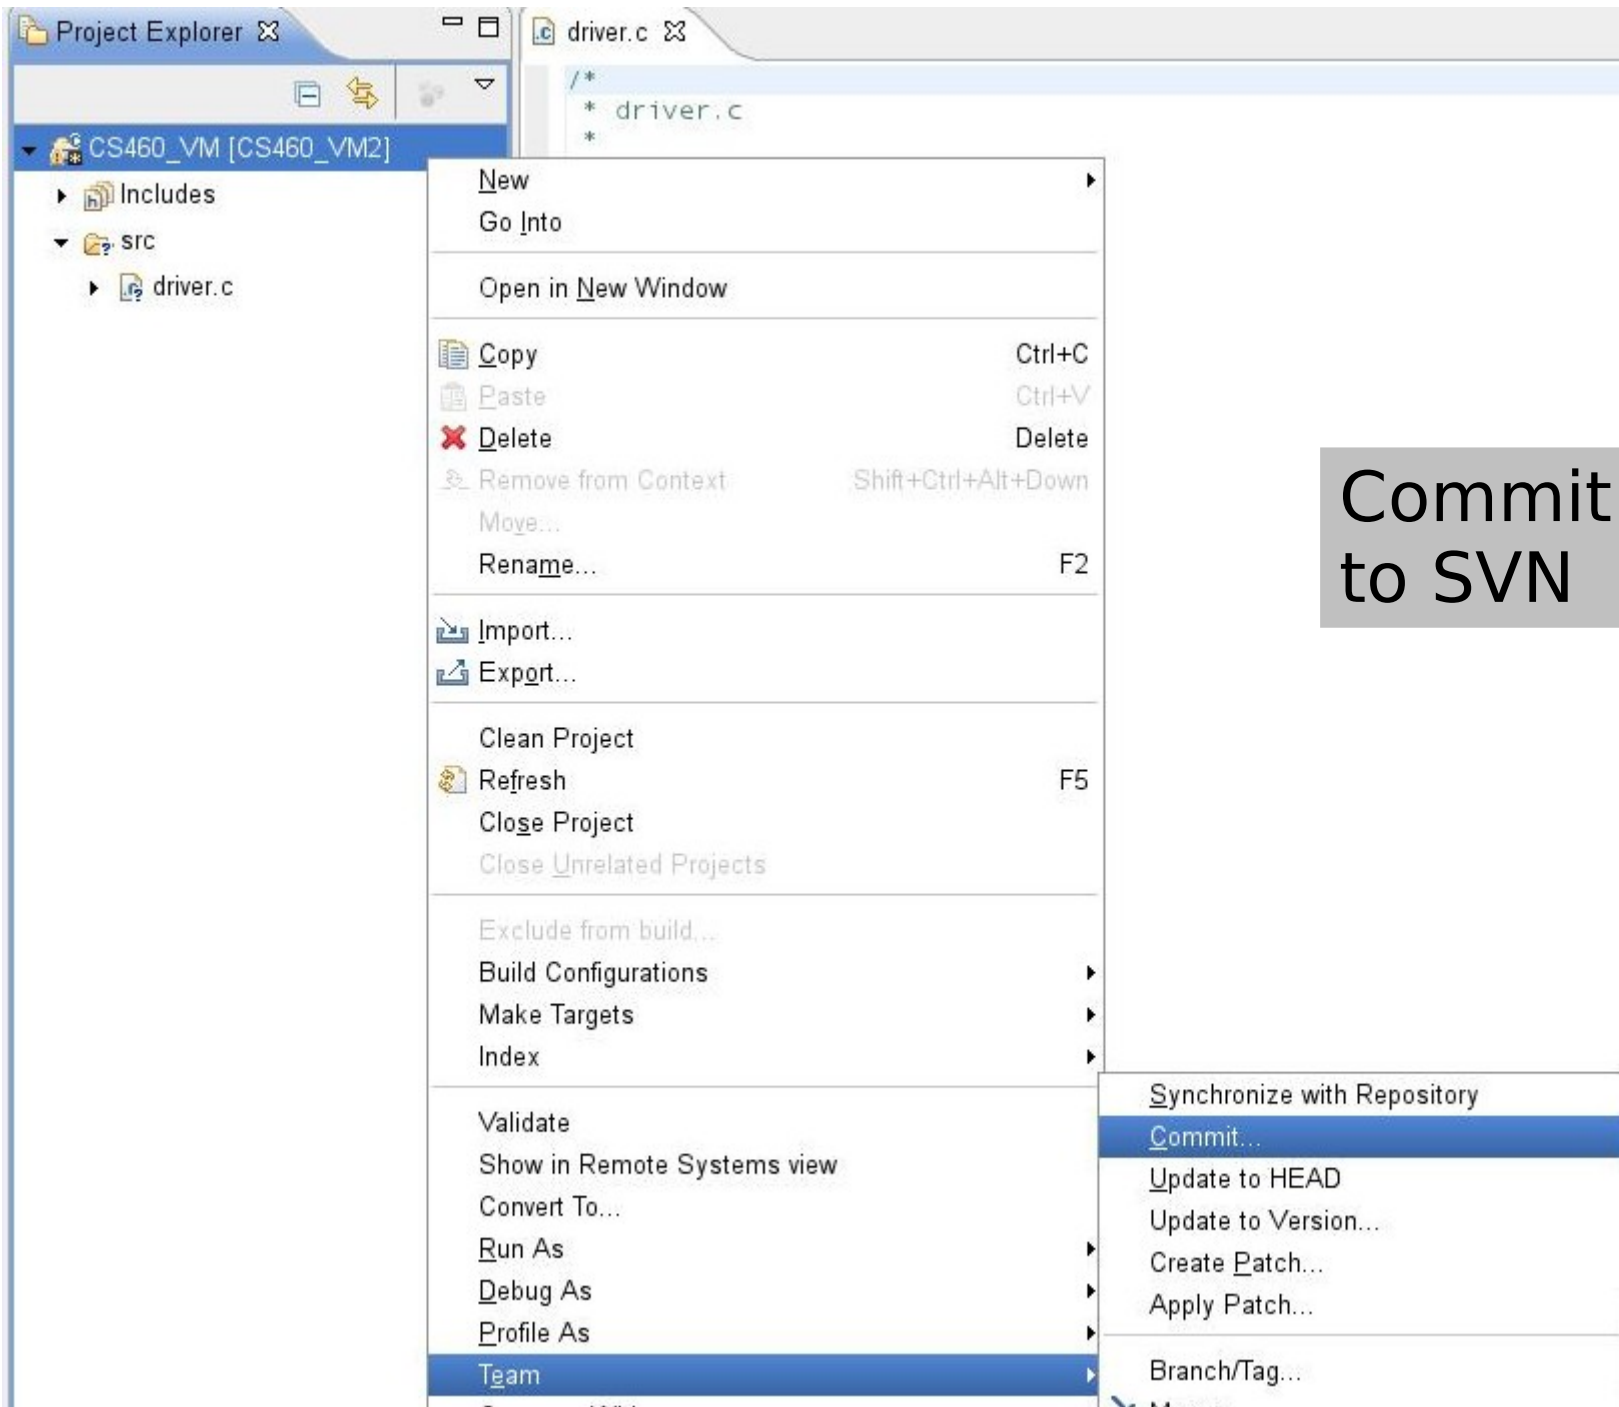 Project Explorer
driver.c
/*
* driver.c
*
CS460_VM [CS460_VM2]
Includes
src
driver.c
New
Go Into
Open in New Window
Copy Ctrl+C
Paste Ctrl+V
Delete Delete
Remove from Context Shift+Ctrl+Alt+Down
Move...
Rename... F2
Import...
Export...
Clean Project
Refresh F5
Close Project
Close Unrelated Projects
Exclude from build...
Build Configurations
Make Targets
Index
Validate
Show in Remote Systems view
Convert To...
Run As
Debug As
Profile As
Team
Synchronize with Repository
Commit...
Update to HEAD
Update to Version...
Create Patch...
Apply Patch...
Branch/Tag...
Commit
to SVN